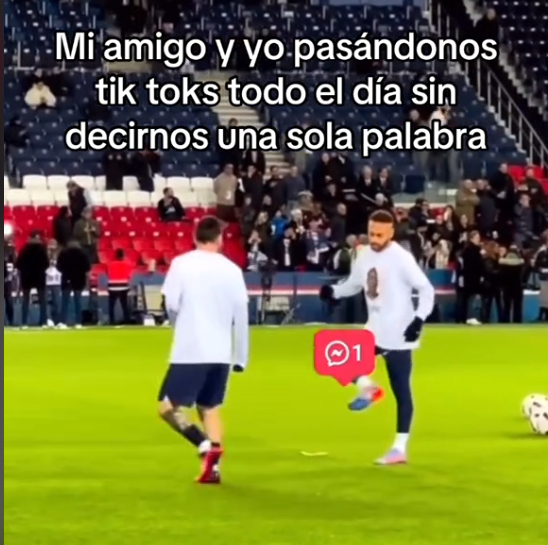 Mi amigo y yo pasándonos
tik toks todo el día sin
decirnos una sola palabra
1